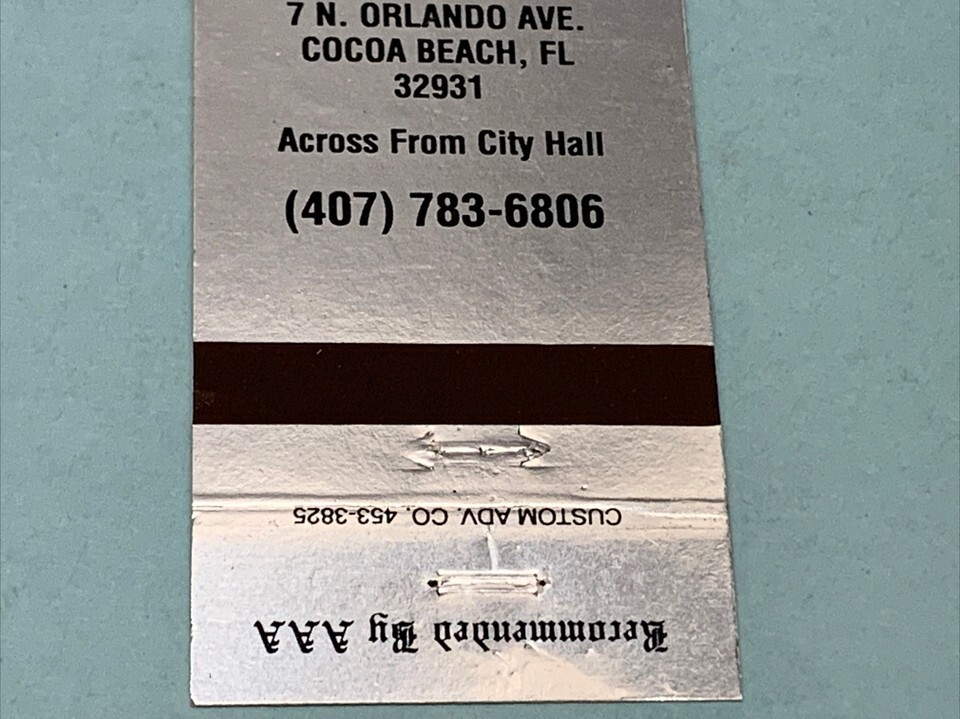 7 N. ORLANDO AVE.
COCOA BEACH, FL
32931
Across From City Hall
(407) 783-6806
CUSTOM ADV. CO. 453-3825
Recommended By AAA